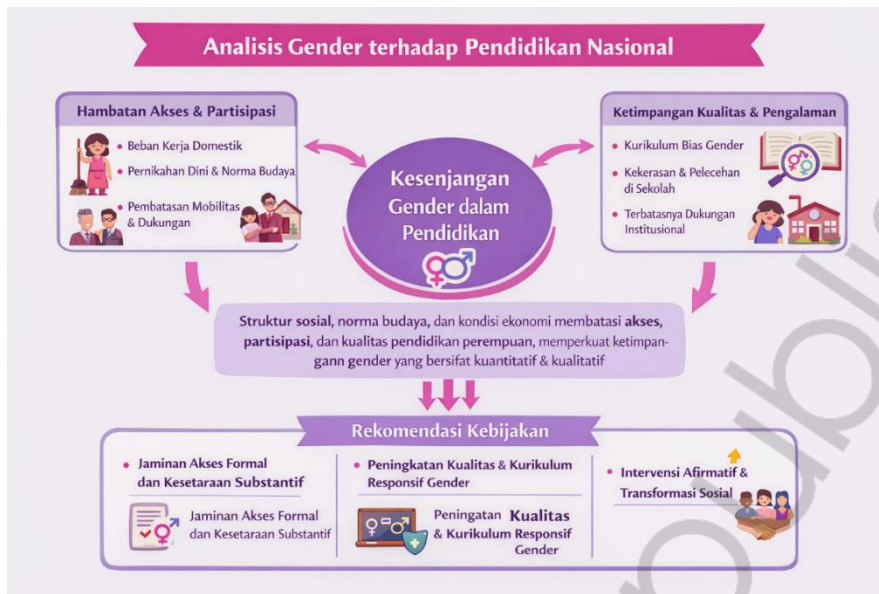 Analisis Gender terhadap Pendidikan Nasional
Hambatan Akses & Partisipasi
• Beban Kerja Domestik
• Pernikahan Dini & Norma Budaya
• Pembatasan Mobilitas
& Dukungan
Kesenjangan
Gender dalam
Pendidikan
Ketimpangan Kualitas & Pengalaman
• Kurikulum Bias Gender
• Kekerasan & Pelecehan
di Sekolah
• Terbatasnya Dukungan
Institusional
Struktur sosial, norma budaya, dan kondisi ekonomi membatasi akses,
partisipasi, dan kualitas pendidikan perempuan, memperkuat ketimpan-
gann gender yang bersifat kuantitatif & kualitatif
Rekomendasi Kebijakan
• Jaminan Akses Formal
dan Kesetaraan Substantif
Jaminan Akses Formal
dan Kesetaraan Substantif
• Peningkatan Kualitas & Kurikulum
Responsif Gender
Peningatan Kualitas
& Kurikulum Responsif
Gender
• Intervensi Afirmatif &
Transformasi Sosial